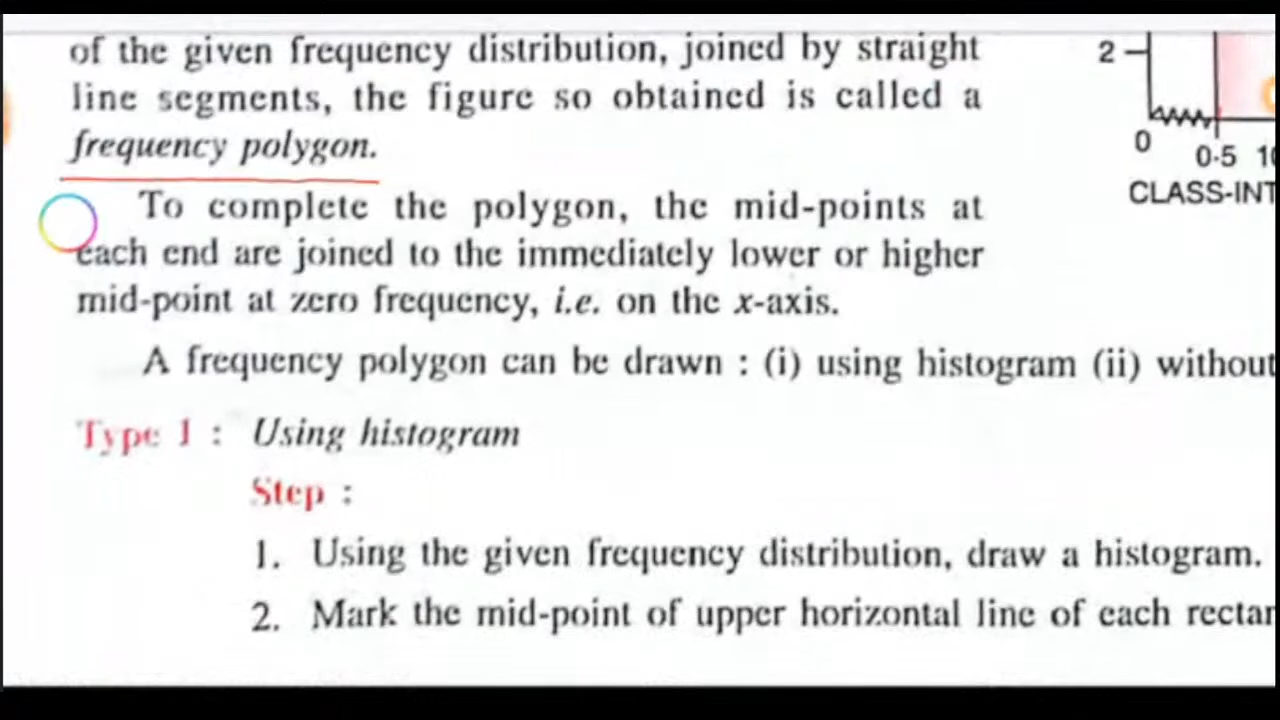 of the given frequency distribution, joined by straight
line segments, the figure so obtained is called a
frequency polygon.
To complete the polygon, the mid-points at
each end are joined to the immediately lower or higher
mid-point at zero frequency, i.e. on the x-axis.
A frequency polygon can be drawn : (i) using histogram (ii) without
Type 1 : Using histogram
Step :
1. Using the given frequency distribution, draw a histogram.
2. Mark the mid-point of upper horizontal line of each
2
0
0·5